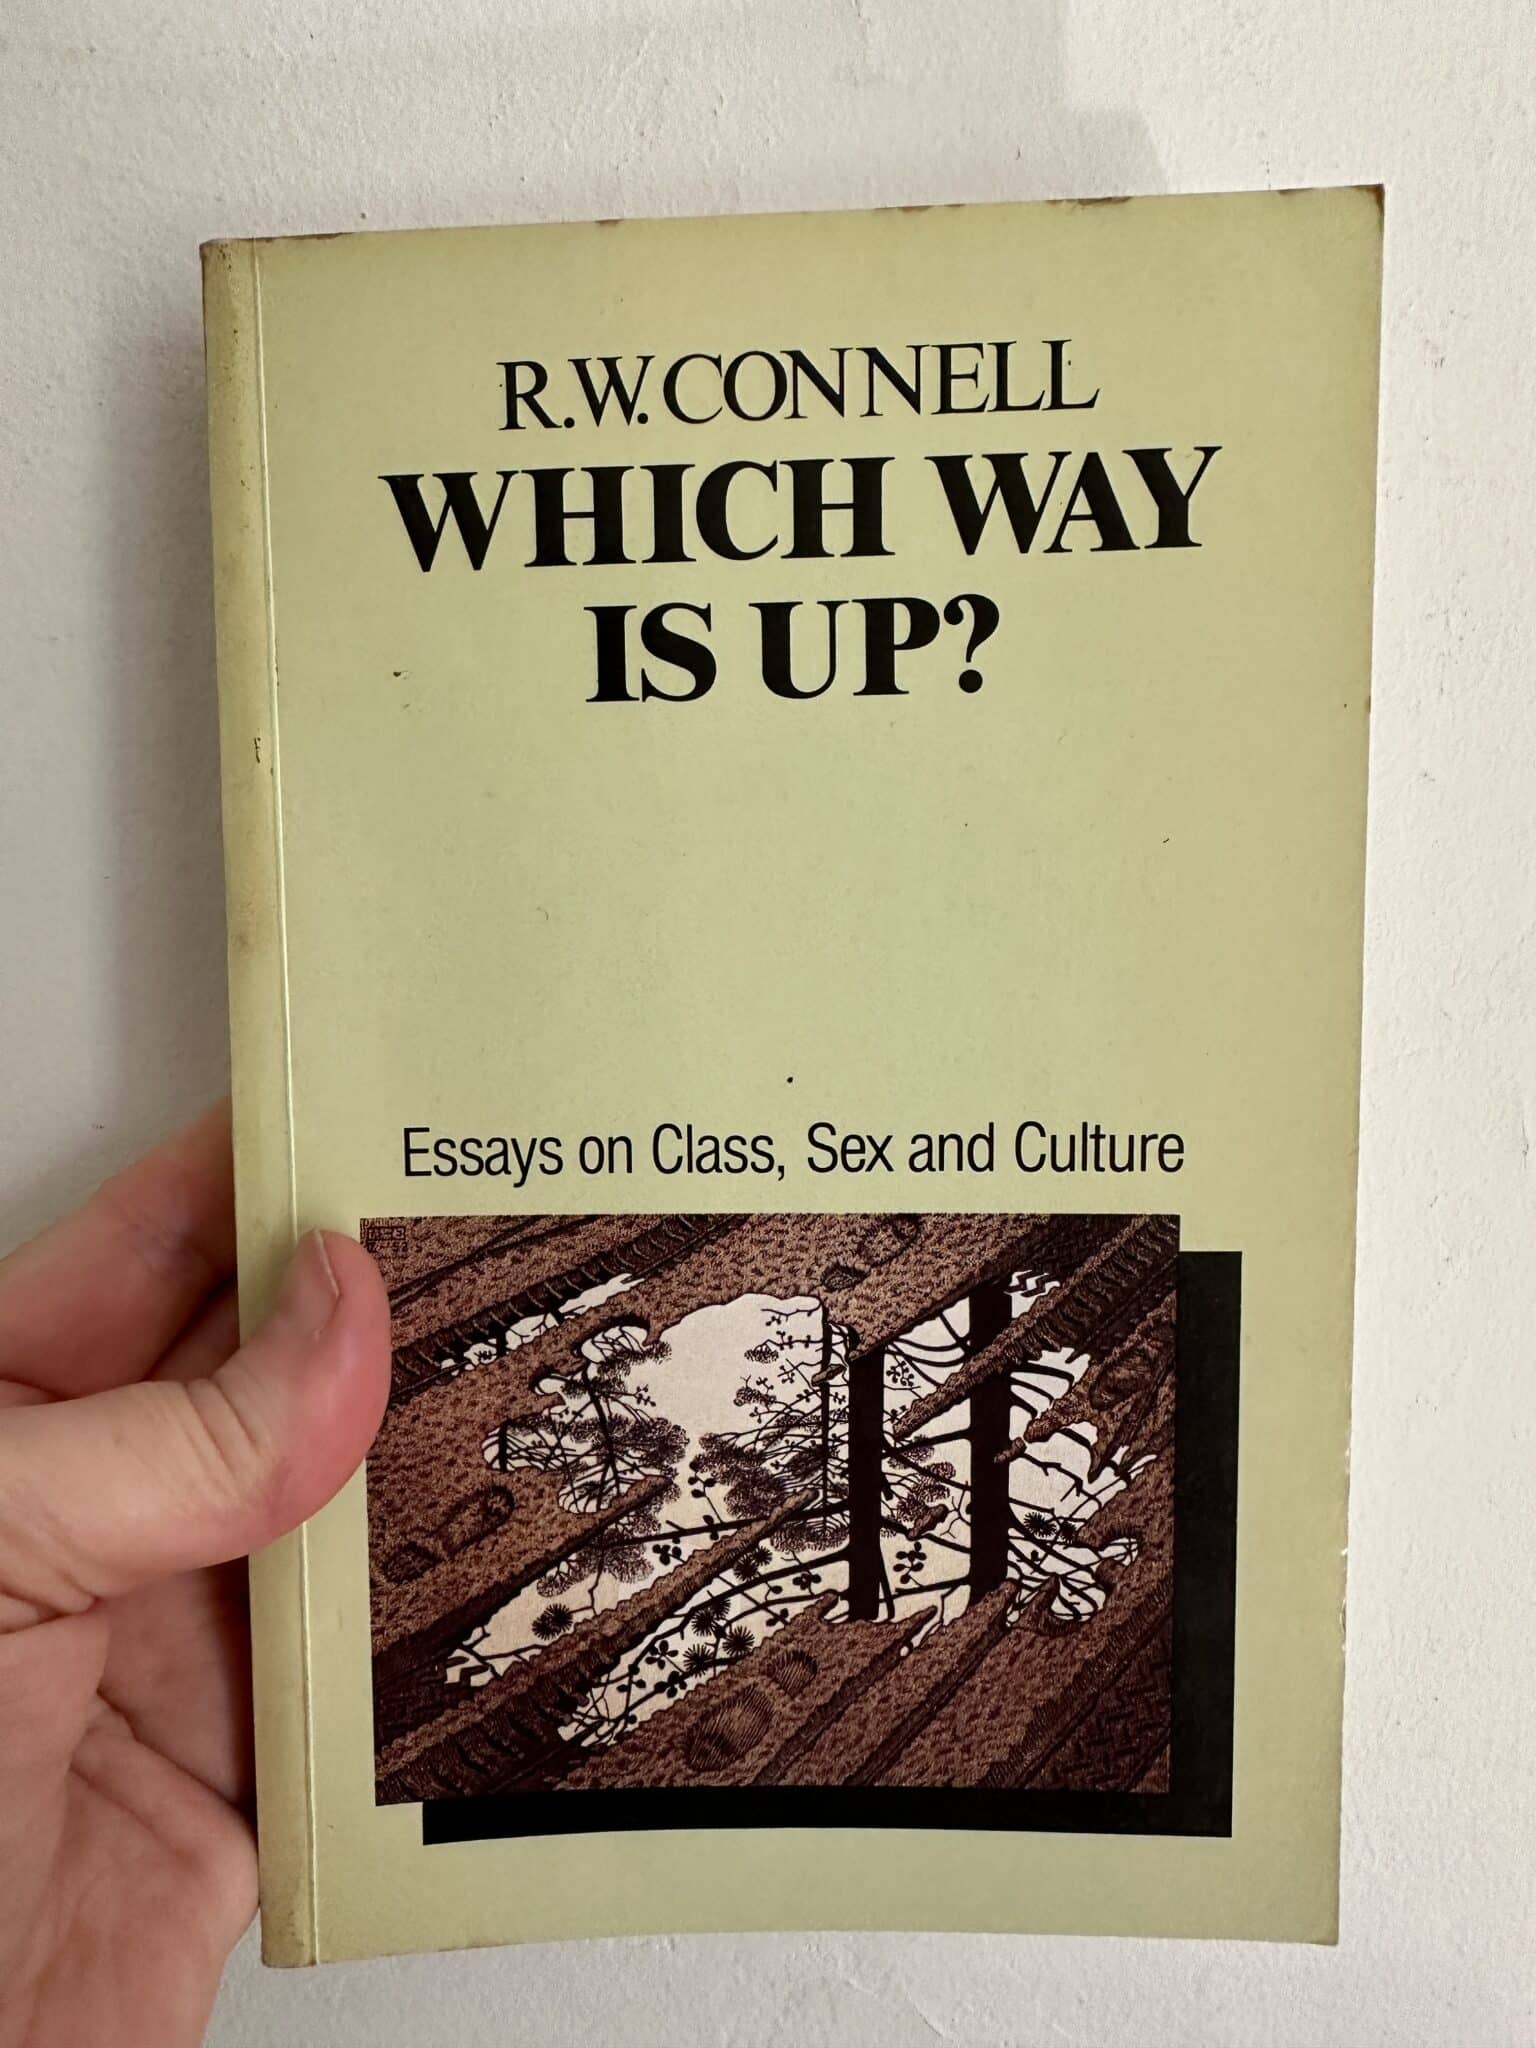 R.W. CONNELL
WHICH WAY
IS UP?
Essays on Class, Sex and Culture